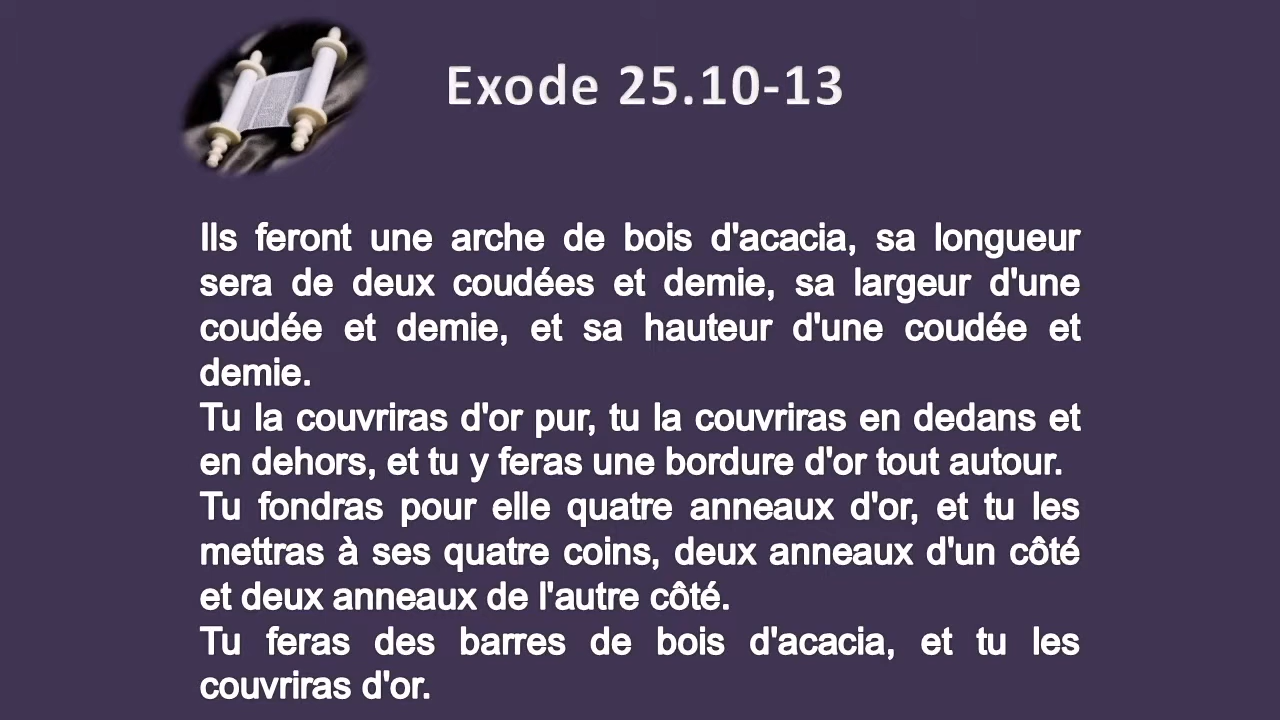 Exode 25.10-13
Ils feront une arche de bois d'acacia, sa longueur
sera de deux coudées et demie, sa largeur d'une
coudée et demie, et sa hauteur d'une coudée et
demie.
Tu la couvriras d'or pur, tu la couvriras en dedans et
en dehors, et tu y feras une bordure d'or tout autour.
Tu fondras pour elle quatre anneaux d'or, et tu les
mettras à ses quatre coins, deux anneaux d'un côté
et deux anneaux de l'autre côté.
Tu feras des barres de bois d'acacia, et tu les
couvriras d'or.